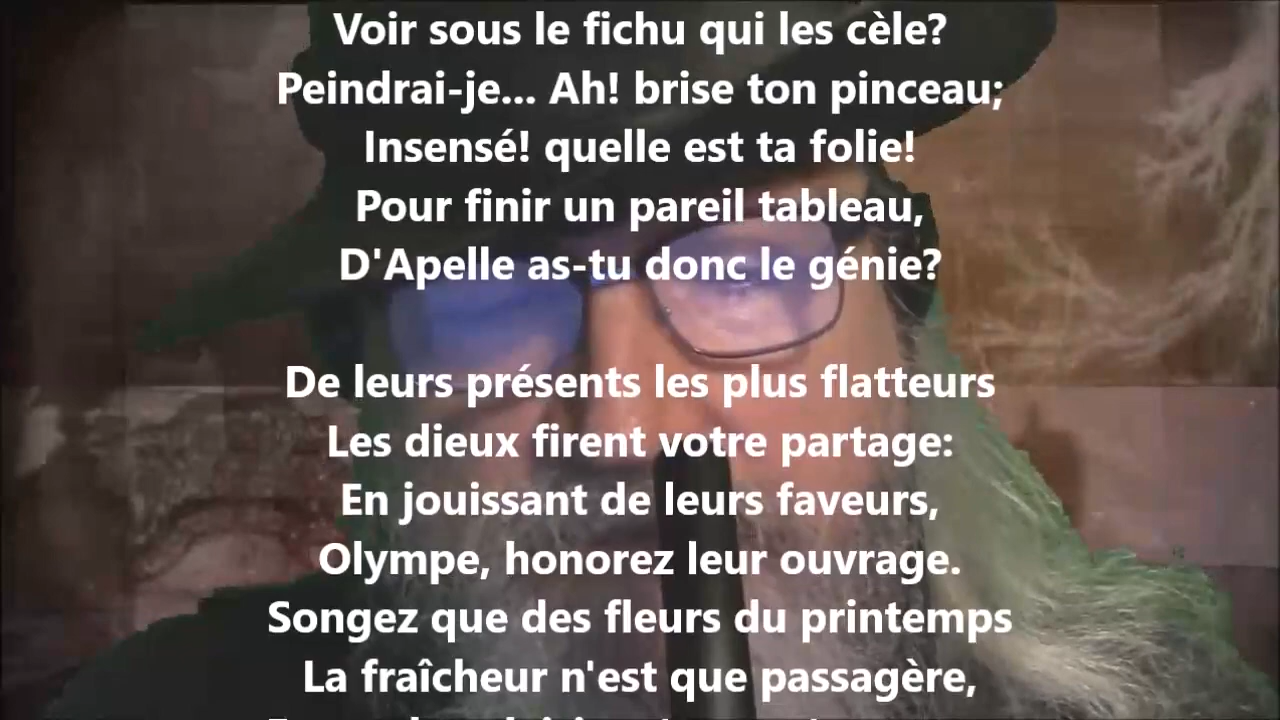 Voir sous le fichu qui les cèle?
Peindrai-je... Ah! brise ton pinceau;
Insensé! quelle est ta folie!
Pour finir un pareil tableau,
D'Apelle as-tu donc le génie?
De leurs présents les plus flatteurs
Les dieux firent votre partage:
En jouissant de leurs faveurs,
Olympe, honorez leur ouvrage.
Songez que des fleurs du printemps
La fraîcheur n'est que passagère,